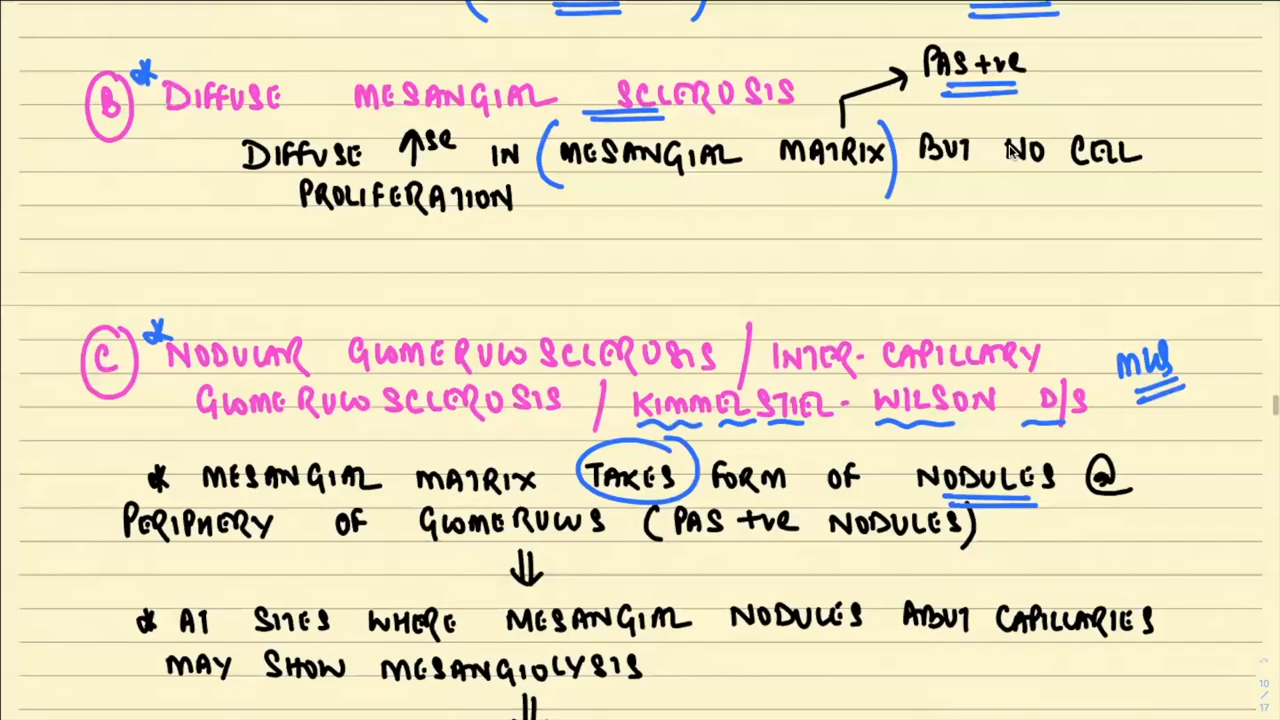 PAS +ve
B * DIFFUSE MESANGIAL SCLEROSIS
DIFFUSE ↑se IN (MESANGIAL MATRIX) BUT NO CELL
PROLIFERATION
C * NODULAR GLOMERULOSCLEROSIS / INTER-CAPILLARY
GLOMERULOSCLEROSIS / KIMMELSTIEL-WILSON D/S
* MESANGIAL MATRIX TAKES FORM OF NODULES @
PERIPHERY OF GLOMERULUS (PAS +ve NODULES)
⇓
* AT SITES WHERE MESANGIAL NODULES ABUT CAPILLARIES
MAY SHOW MESANGIOLYSIS
⇓
10
/
17